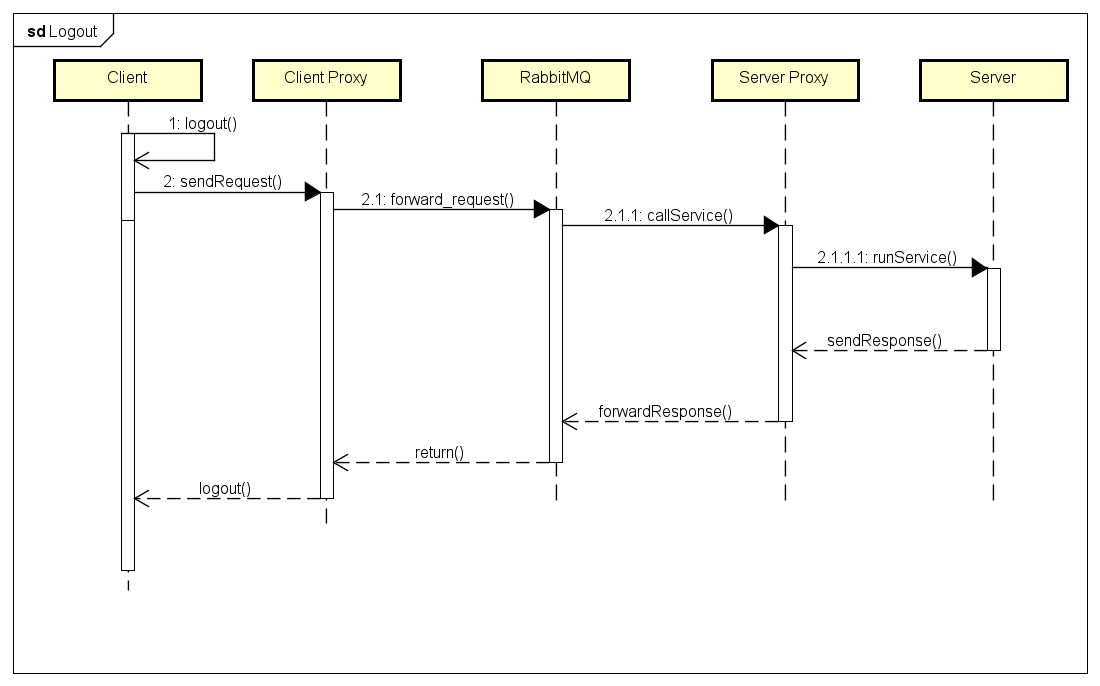 sd Logout
Client
Client Proxy
RabbitMQ
Server Proxy
Server
1: logout()
2: sendRequest()
2.1: forward_request()
2.1.1: callService()
2.1.1.1: runService()
sendResponse()
forwardResponse()
return()
logout()